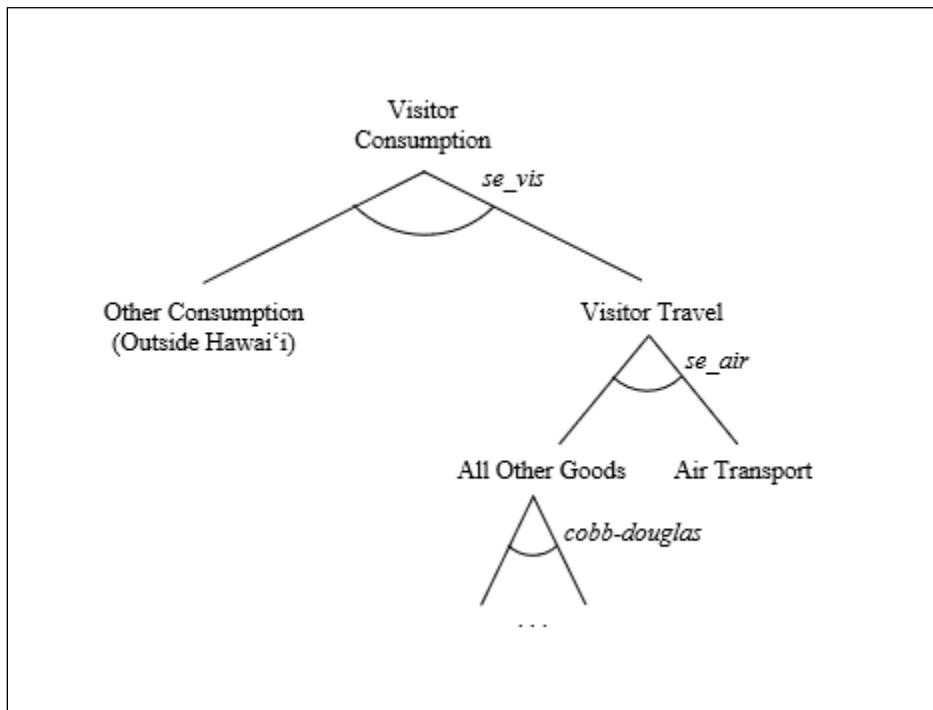 Visitor
Consumption
se_vis
Other Consumption
(Outside Hawai‘i)
Visitor Travel
se_air
All Other Goods
Air Transport
cobb-douglas
. . .